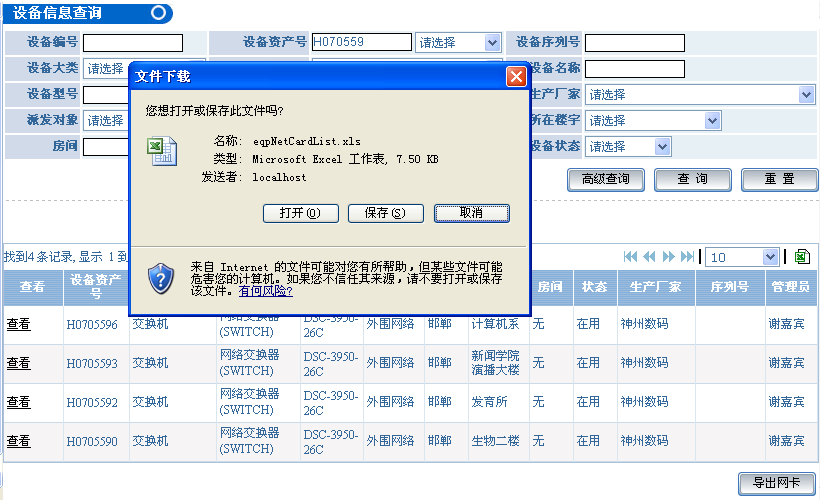 设备信息查询
设备编号
设备资产号 H070559 请选择
设备序列号
设备大类 请选择
设备名称
设备型号
生产厂家 请选择
派发对象 请选择
所在楼宇 请选择
房间
设备状态 请选择
高级查询 查 询 重 置
文件下载
您想打开或保存此文件吗?
名称: eqpNetCardList.xls
类型: Microsoft Excel 工作表, 7.50 KB
发送者: localhost
打开(O) 保存(S) 取消
来自 Internet 的文件可能对您有所帮助，但某些文件可能
危害您的计算机。如果您不信任其来源，请不要打开或保存
该文件。有何风险?
找到4 条记录, 显示 1 到
10
查看 设备资产号 房间 状态 生产厂家 序列号 管理员
查看 H0705596 交换机 网络交换器(SWITCH) DSC-3950-26C 外围网络 邯郸 计算机系 无 在用 神州数码 谢嘉宾
查看 H0705593 交换机 网络交换器(SWITCH) DSC-3950-26C 外围网络 邯郸 新闻学院演播大楼 无 在用 神州数码 谢嘉宾
查看 H0705592 交换机 网络交换器(SWITCH) DSC-3950-26C 外围网络 邯郸 发育所 无 在用 神州数码 谢嘉宾
查看 H0705590 交换机 网络交换器(SWITCH) DSC-3950-26C 外围网络 邯郸 生物二楼 无 在用 神州数码 谢嘉宾
导出网卡